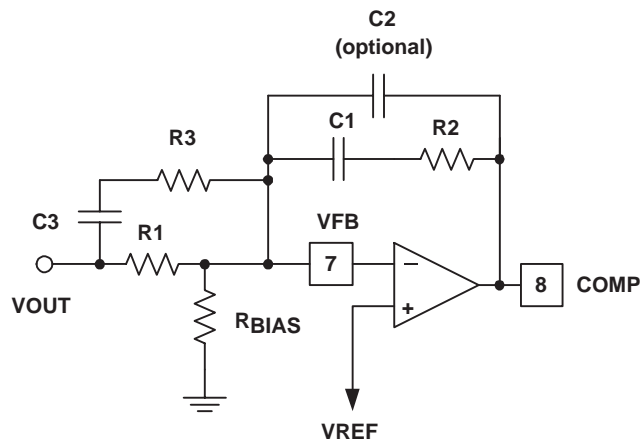 C2
(optional)
C1
R2
R3
C3
R1
VFB
7
−
+
8
COMP
VOUT
RBIAS
VREF